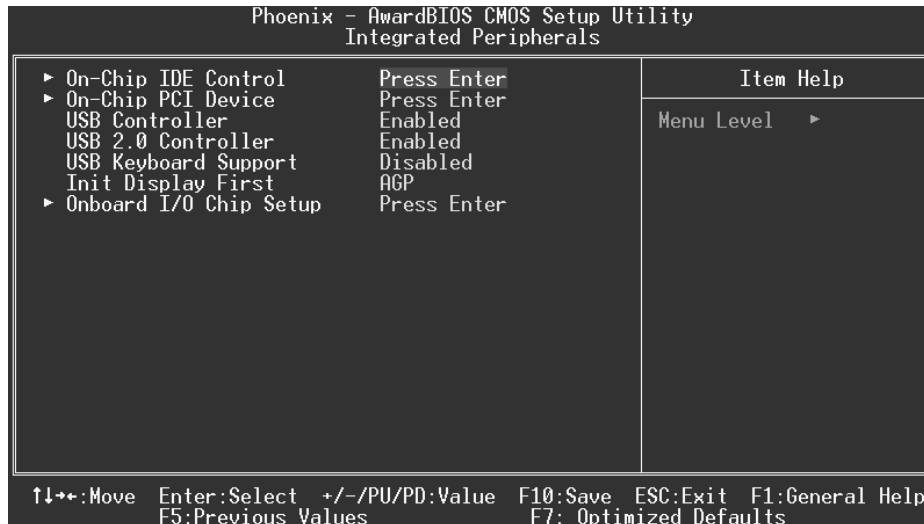 Phoenix - AwardBIOS CMOS Setup Utility
Integrated Peripherals
► On-Chip IDE Control Press Enter
► On-Chip PCI Device Press Enter
USB Controller Enabled
USB 2.0 Controller Enabled
USB Keyboard Support Disabled
Init Display First AGP
► Onboard I/O Chip Setup Press Enter
Item Help
Menu Level ►
↑↓→←:Move Enter:Select +/-/PU/PD:Value F10:Save ESC:Exit F1:General Help
F5:Previous Values F7: Optimized Defaults